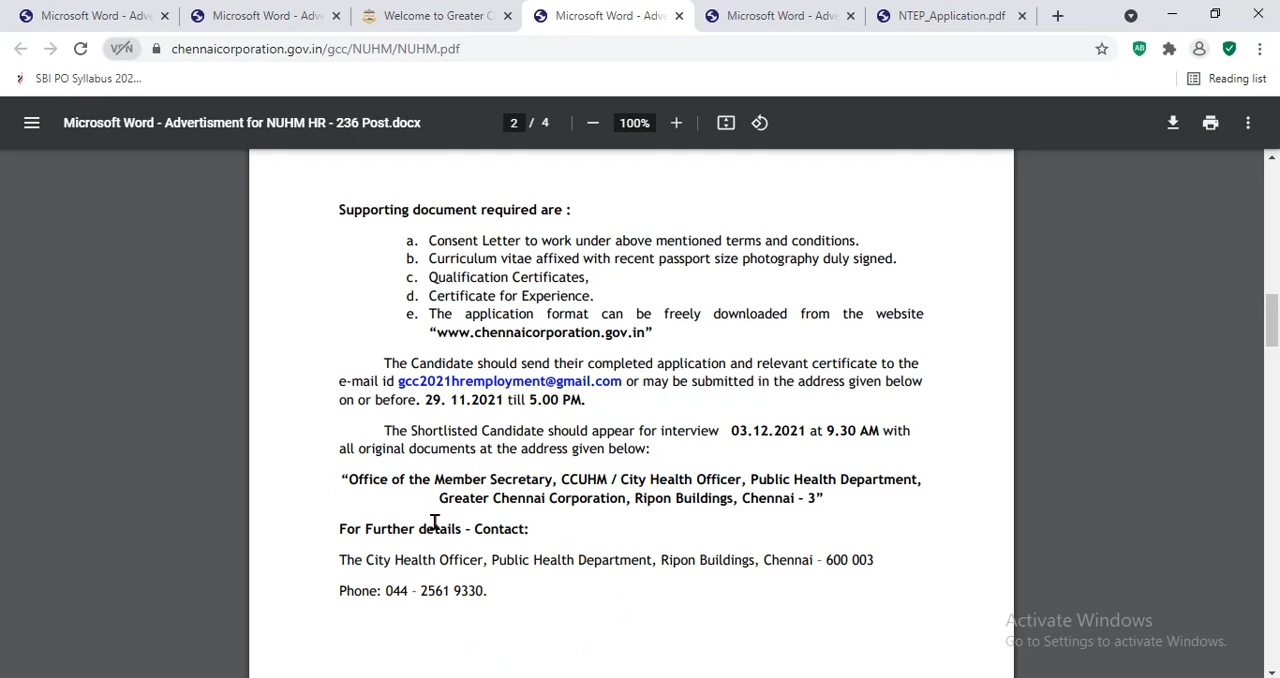 Microsoft Word - Adve
Microsoft Word - Adve
Welcome to Greater C
Microsoft Word - Adve
Microsoft Word - Adve
NTEP_Application.pdf
VPN
chennaicorporation.gov.in/gcc/NUHM/NUHM.pdf
SBI PO Syllabus 202...
Reading list
Microsoft Word - Advertisment for NUHM HR - 236 Post.docx
2 / 4
100%
Supporting document required are :
a. Consent Letter to work under above mentioned terms and conditions.
b. Curriculum vitae affixed with recent passport size photography duly signed.
c. Qualification Certificates,
d. Certificate for Experience.
e. The application format can be freely downloaded from the website
“www.chennaicorporation.gov.in”
The Candidate should send their completed application and relevant certificate to the
e-mail id gcc2021hremployment@gmail.com or may be submitted in the address given below
on or before. 29. 11.2021 till 5.00 PM.
The Shortlisted Candidate should appear for interview 03.12.2021 at 9.30 AM with
all original documents at the address given below:
“Office of the Member Secretary, CCUHM / City Health Officer, Public Health Department,
Greater Chennai Corporation, Ripon Buildings, Chennai - 3”
For Further details - Contact:
The City Health Officer, Public Health Department, Ripon Buildings, Chennai - 600 003
Phone: 044 - 2561 9330.
Activate Windows
Go to Settings to activate Windows.